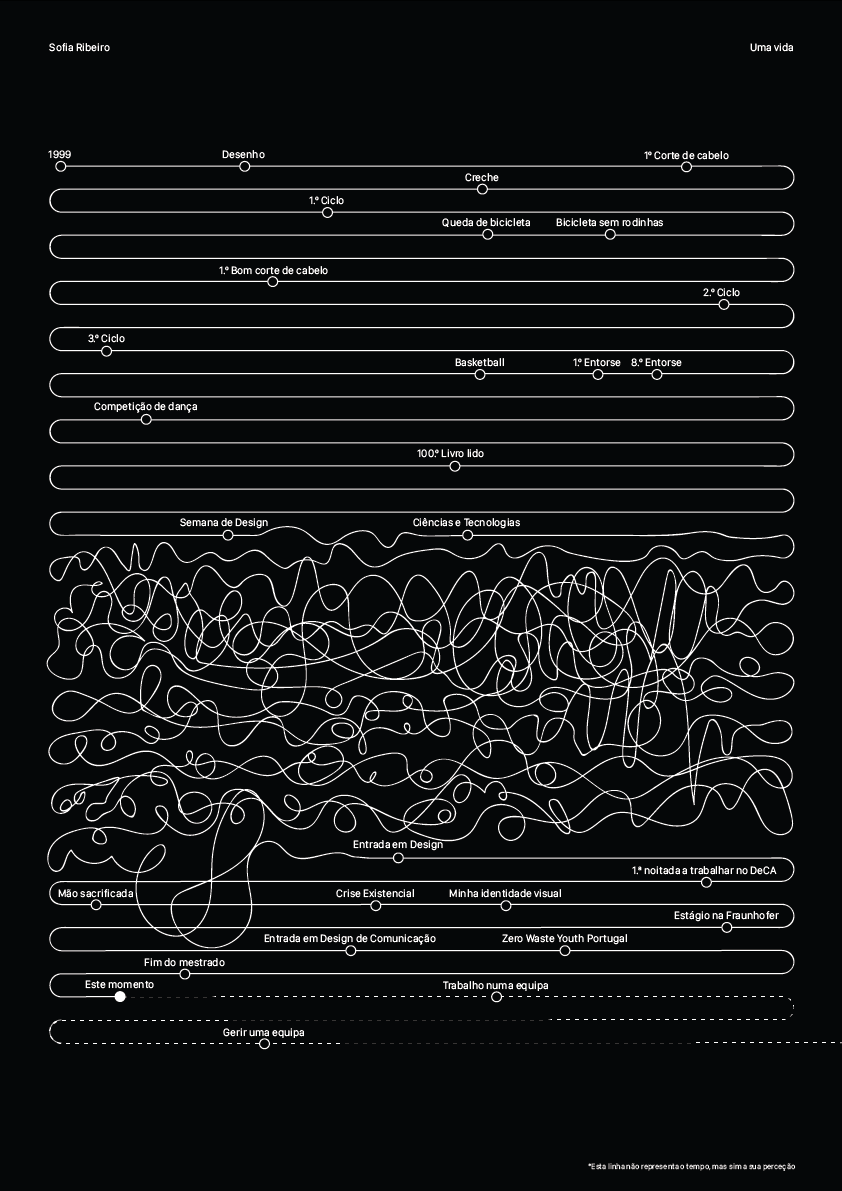 Sofia Ribeiro
Uma vida
1999
Desenho
1º Corte de cabelo
Creche
1.º Ciclo
Queda de bicicleta
Bicicleta sem rodinhas
1.º Bom corte de cabelo
2.º Ciclo
3.º Ciclo
Basketball
1.º Entorse
8.º Entorse
Competição de dança
100.º Livro lido
Semana de Design
Ciências e Tecnologias
Entrada em Design
1.ª noitada a trabalhar no DeCA
Mão sacrificada
Crise Existencial
Minha identidade visual
Estágio na Fraunhofer
Entrada em Design de Comunicação
Zero Waste Youth Portugal
Fim do mestrado
Este momento
Trabalho numa equipa
Gerir uma equipa
*Esta linha não representa o tempo, mas sim a sua perceção